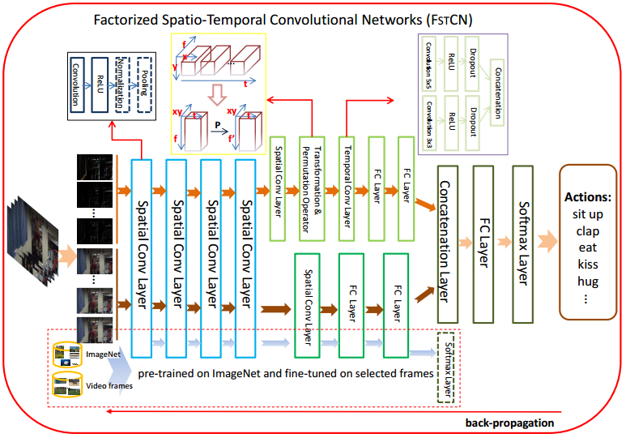 Factorized Spatio-Temporal Convolutional Networks (FSTCN)
Convolution
ReLU
Normalization
Pooling
f
x
y
t
xy
t
f
P
xy
t
f'
Convolution 5x5
ReLU
Dropout
Convolution 3x3
ReLU
Dropout
Concatenation
Spatial Conv Layer
Spatial Conv Layer
Spatial Conv Layer
Spatial Conv Layer
Spatial Conv Layer
Transformation &
Permutation Operator
Temporal Conv Layer
FC Layer
FC Layer
Spatial Conv Layer
FC Layer
FC Layer
Concatenation Layer
FC Layer
Softmax Layer
Actions:
sit up
clap
eat
kiss
hug
...
ImageNet
Video frames
pre-trained on ImageNet and fine-tuned on selected frames
Softmax Layer
back-propagation